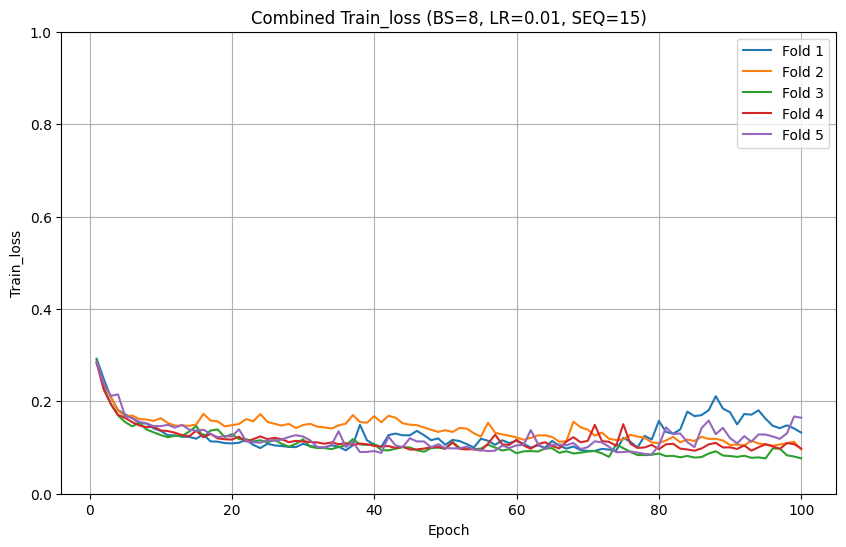 Combined Train_loss (BS=8, LR=0.01, SEQ=15)
Train_loss
1.0
0.8
0.6
0.4
0.2
0.0
0
20
40
60
80
100
Epoch
Fold 1
Fold 2
Fold 3
Fold 4
Fold 5